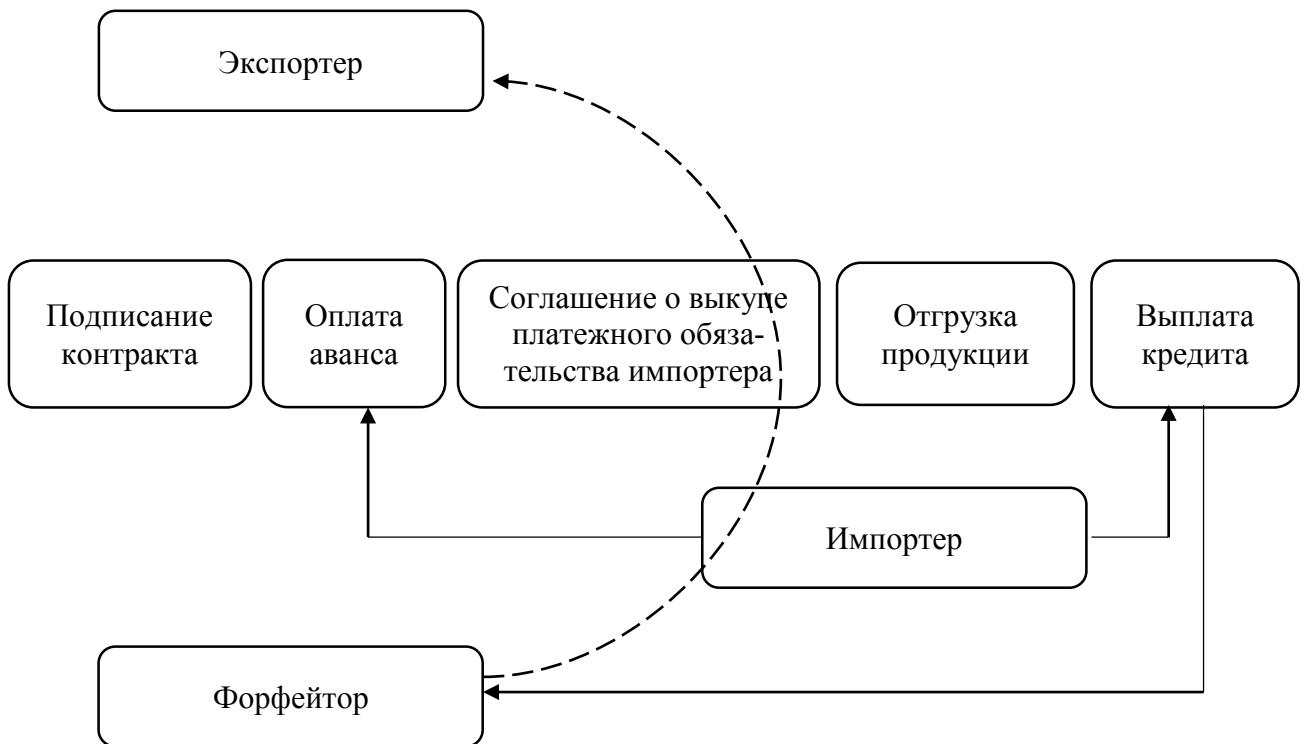 Экспортер
Подписание
контракта
Оплата
аванса
Соглашение о выкупе
платежного обяза-
тельства импортера
Отгрузка
продукции
Выплата
кредита
Импортер
Форфейтор